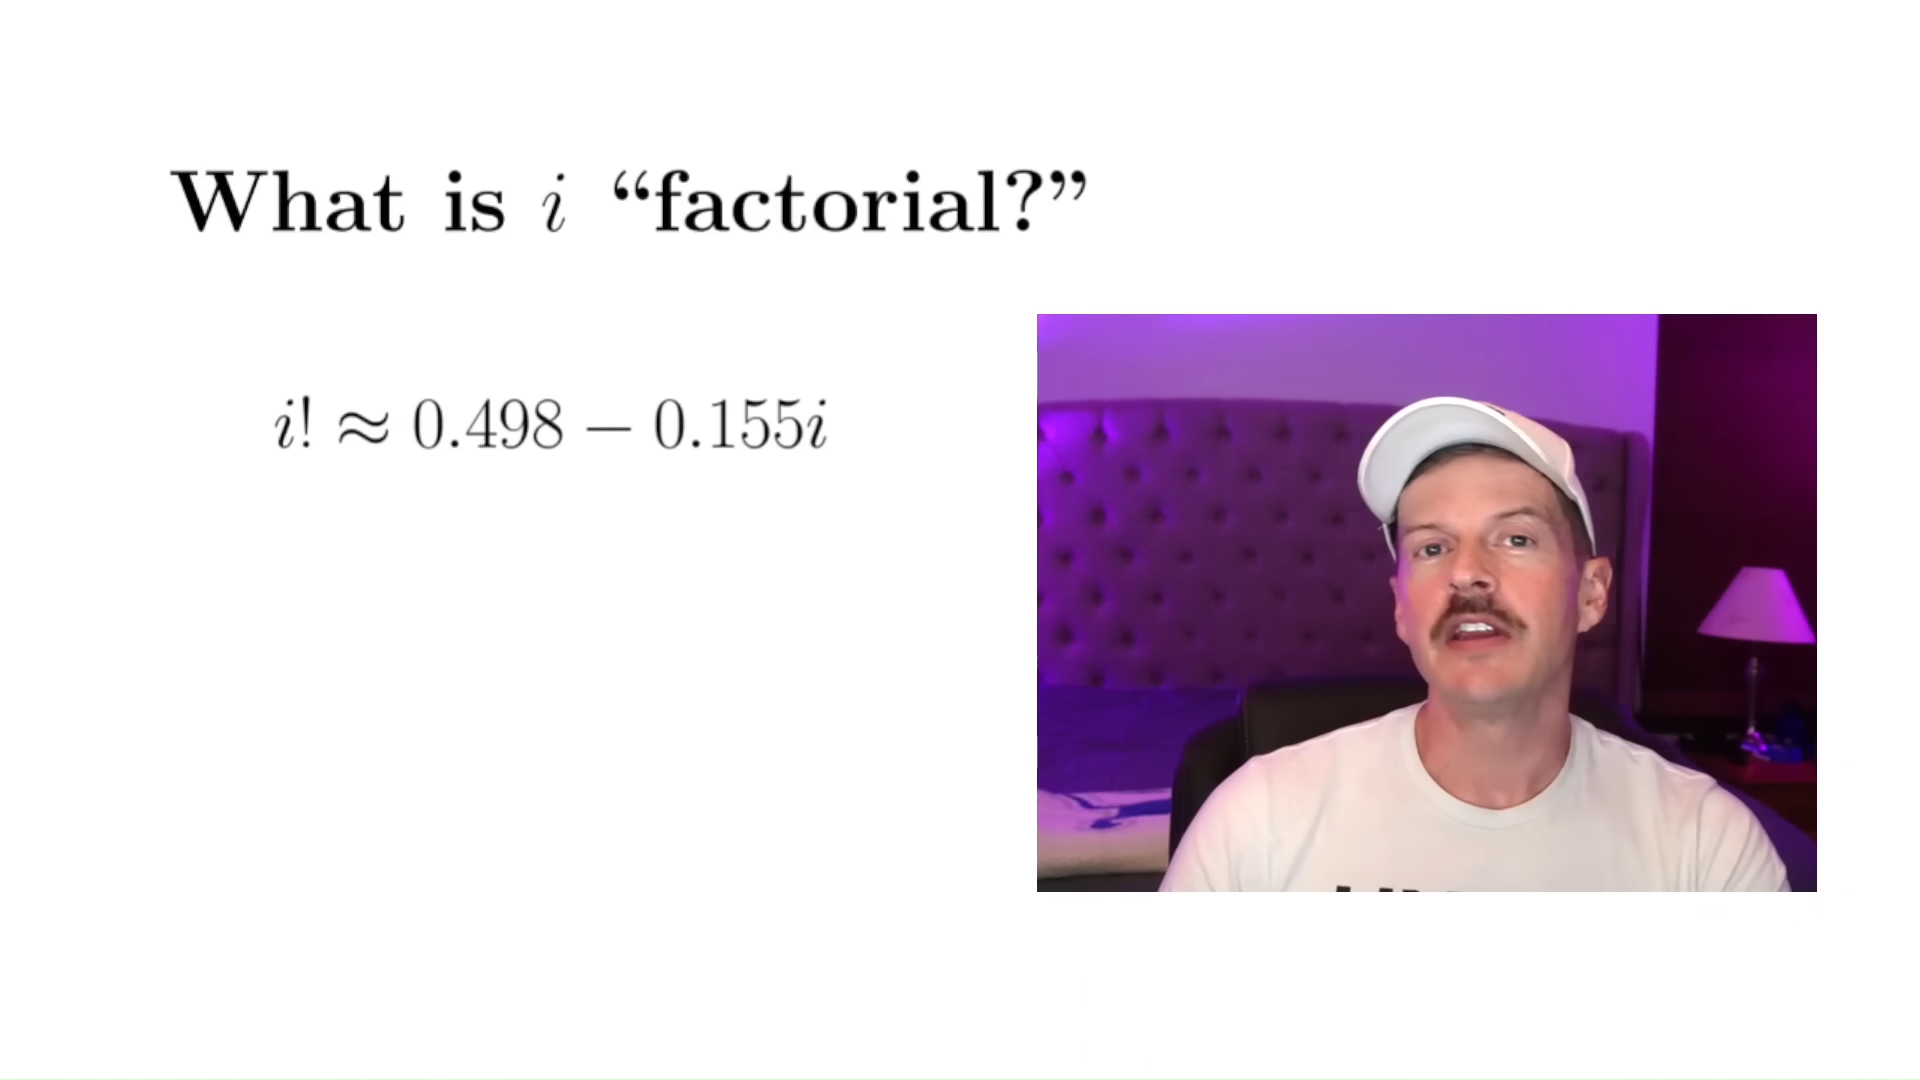 What is i “factorial?”
i! ≈ 0.498 − 0.155i